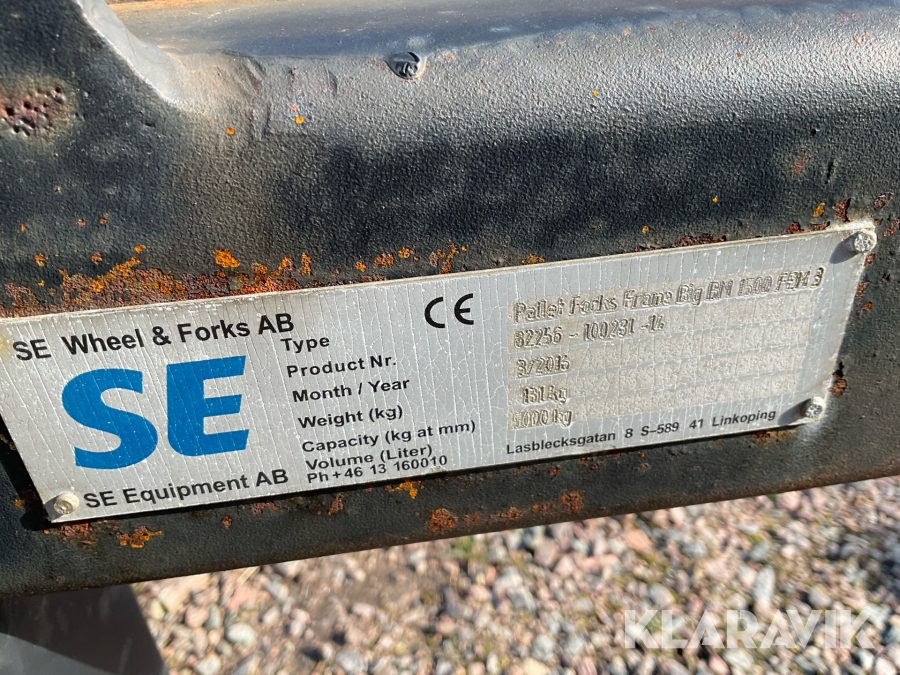 SE Wheel & Forks AB
SE
SE Equipment AB
CE
Type Pallet Forks Frame Big BM 1500 FEM 3
Product Nr. 82256 - 100231 -14
Month / Year 3/2016
Weight (kg) 181 kg
Capacity (kg at mm) 5000 kg
Volume (Liter)
Ph+46 13 160010
Lasblecksgatan 8 S-589 41 Linkoping
KLARAVIK